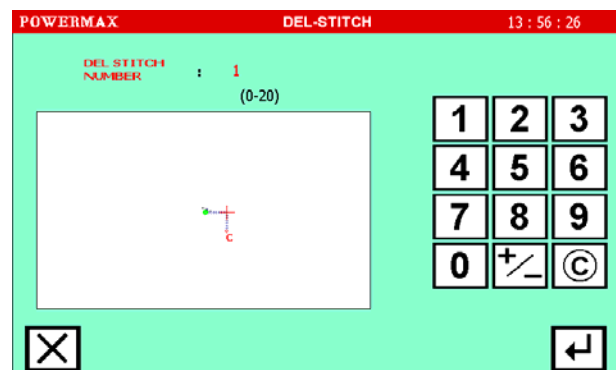 POWERMAX DEL-STITCH 13 : 56 : 26
DEL STITCH
NUMBER : 1
(0-20)
1 2 3
4 5 6
7 8 9
0 +/- ©
C